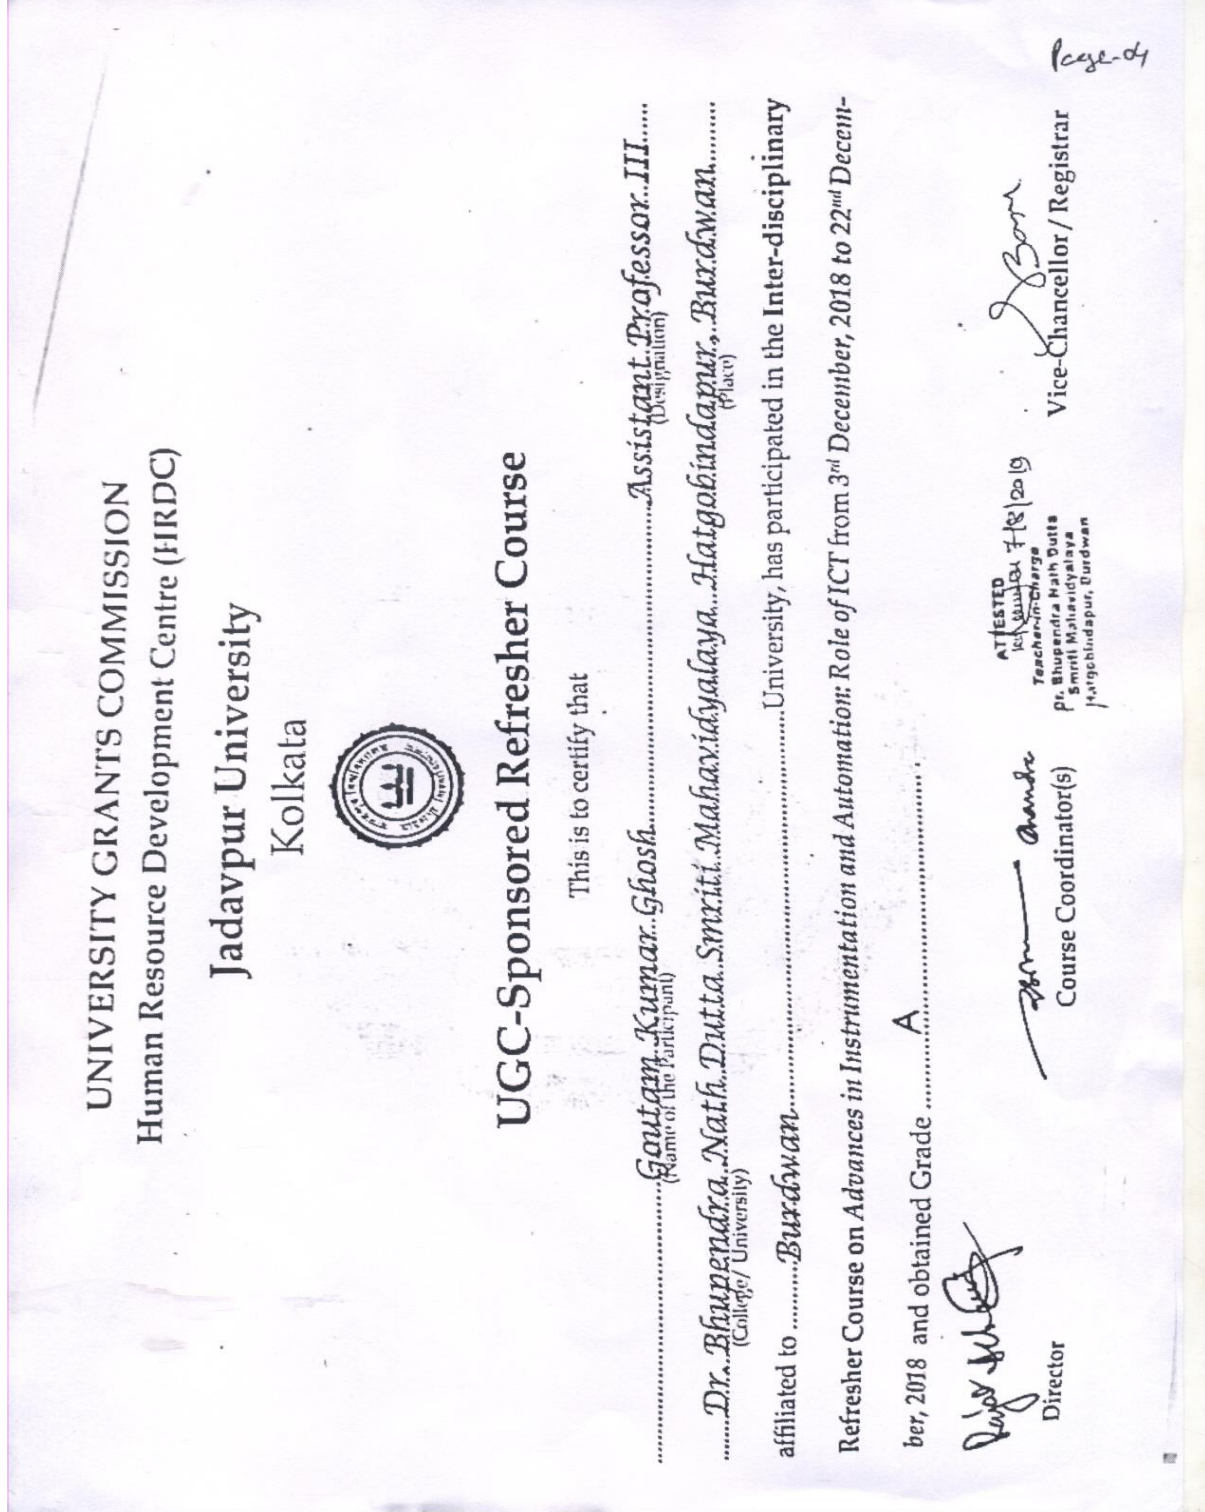 Page-04
UNIVERSITY GRANTS COMMISSION
Human Resource Development Centre (HRDC)
Jadavpur University
Kolkata
UGC-Sponsored Refresher Course
This is to certify that
Goutam Kumar Ghosh Assistant Professor III
(Name of the Participant) (Designation)
Dr. Bhupendra Nath Dutta Smriti Mahavidyalaya Hatgobindapur, Burdwan
(College/ University) (Place)
affiliated to Burdwan University, has participated in the Inter-disciplinary
Refresher Course on Advances in Instrumentation and Automation: Role of ICT from 3rd December, 2018 to 22nd Decem-
ber, 2018 and obtained Grade A
ATTESTED
7/8/2019
Teacher-in-Charge
Dr. Bhupendra Nath Dutta
Smriti Mahavidyalaya
Hatgobindapur, Burdwan
Director
Course Coordinator(s)
Vice-Chancellor / Registrar